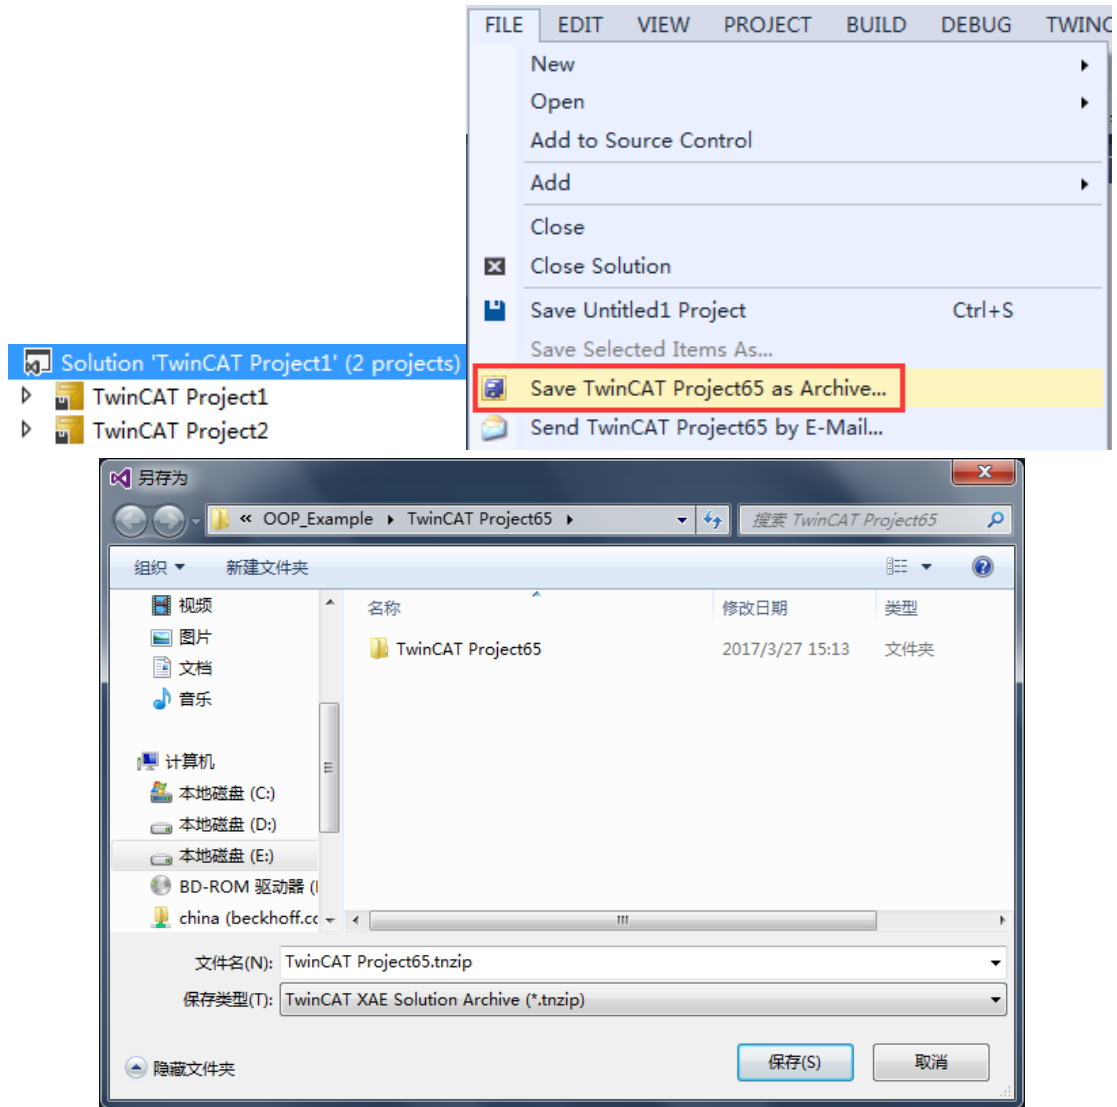 FILE EDIT VIEW PROJECT BUILD DEBUG
New
Open
Add to Source Control
Add
Close
Close Solution
Save Untitled1 Project Ctrl+S
Save Selected Items As...
Save TwinCAT Project65 as Archive...
Send TwinCAT Project65 by E-Mail...
Solution 'TwinCAT Project1' (2 projects)
TwinCAT Project1
TwinCAT Project2
另存为
« OOP_Example TwinCAT Project65
搜索 TwinCAT Project65
组织 新建文件夹
视频
图片
文档
音乐
计算机
本地磁盘 (C:)
本地磁盘 (D:)
本地磁盘 (E:)
BD-ROM 驱动器
china (beckhoff.cc
名称 修改日期 类型
TwinCAT Project65 2017/3/27 15:13 文件夹
文件名(N): TwinCAT Project65.tnzip
保存类型(T): TwinCAT XAE Solution Archive (*.tnzip)
隐藏文件夹
保存(S) 取消